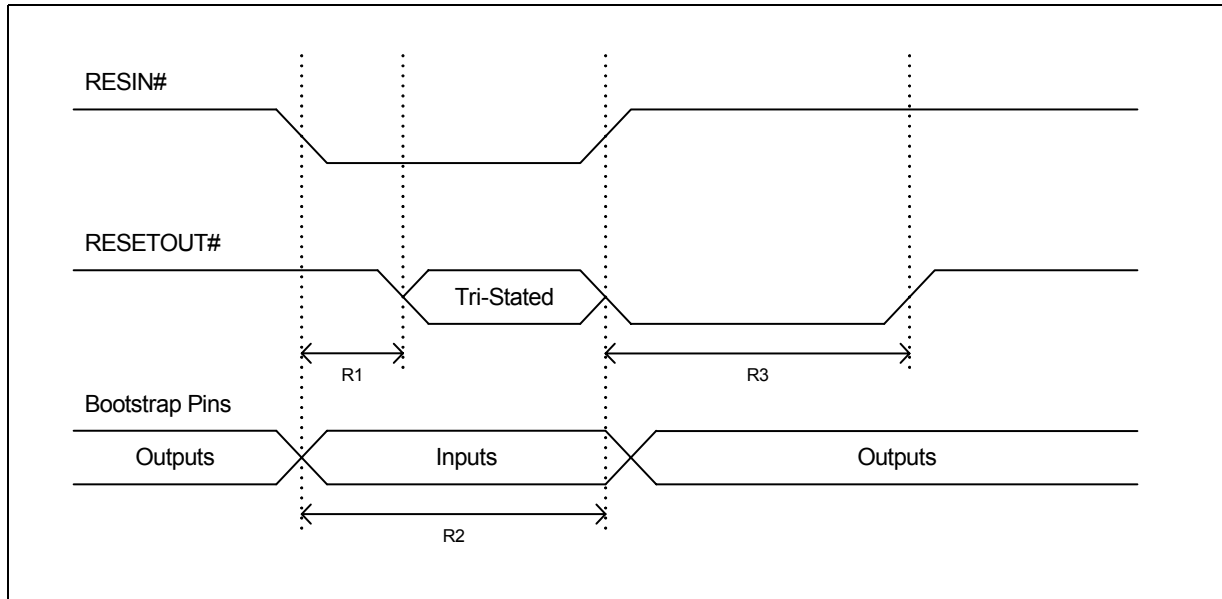 RESIN#
RESETOUT#
Tri-Stated
R1
R3
Bootstrap Pins
Outputs
Inputs
Outputs
R2